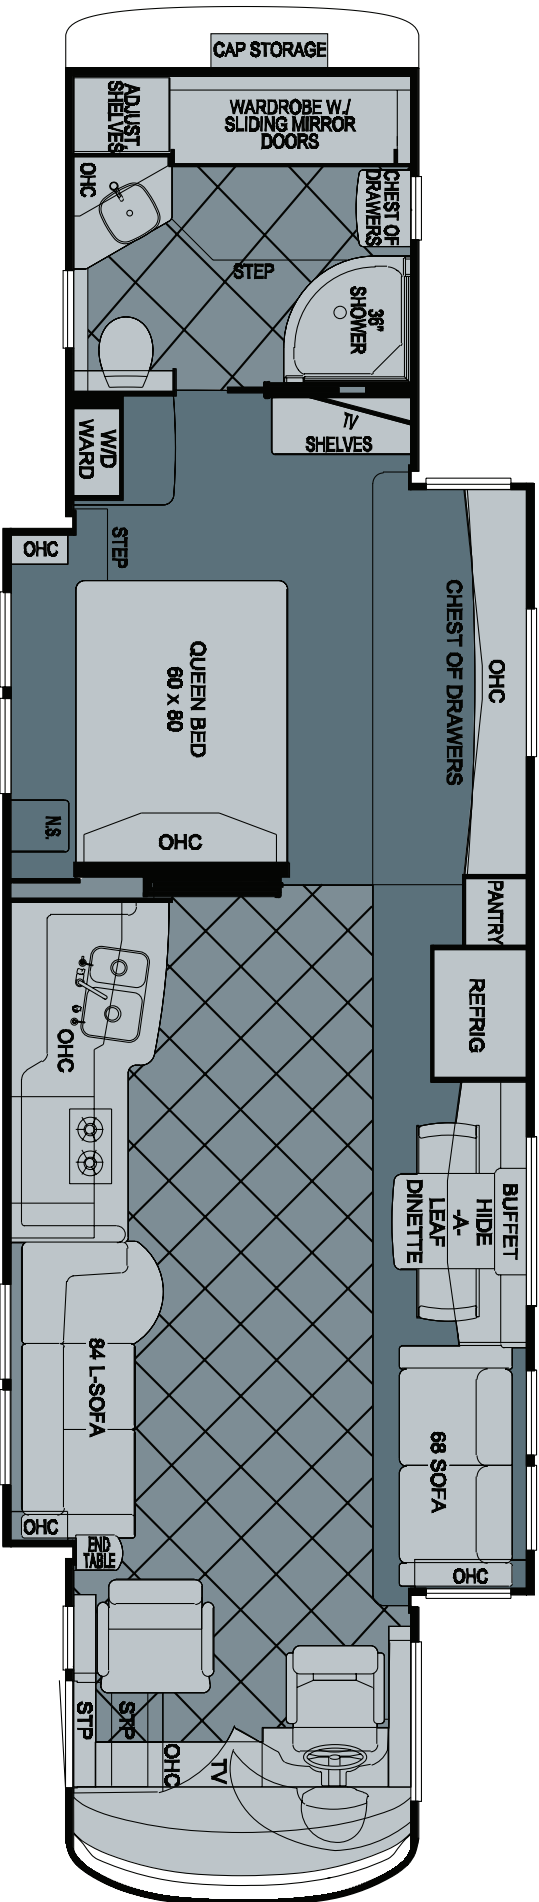 CAP STORAGE
ADJUST
SHELVES
WARDROBE W./
SLIDING MIRROR
DOORS
OHC
CHEST OF
DRAWERS
STEP
36"
SHOWER
W/D
WARD
TV
SHELVES
OHC
STEP
CHEST OF DRAWERS
OHC
QUEEN BED
60 x 80
N.S.
OHC
PANTRY
REFRIG
OHC
BUFFET
HIDE
-A-
LEAF
DINETTE
84 L-SOFA
68 SOFA
OHC
END
TABLE
OHC
STP
STP
OHC
TV